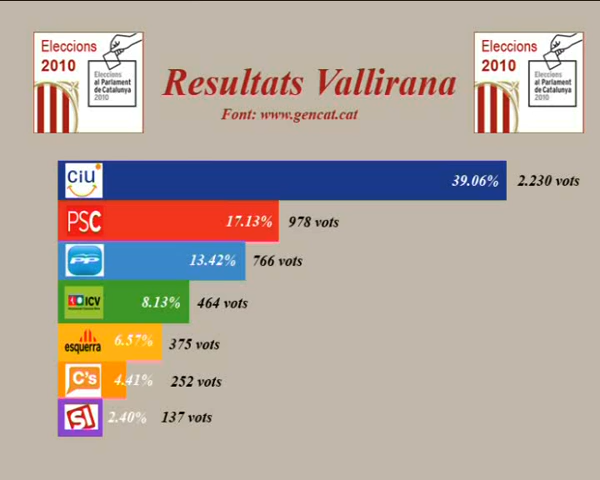 Eleccions
2010
Eleccions
al Parlament
de Catalunya
2010
Resultats Vallirana
Font: www.gencat.cat
Eleccions
2010
Eleccions
al Parlament
de Catalunya
2010
ciu 39.06% 2.230 vots
PSC 17.13% 978 vots
PP 13.42% 766 vots
ICV 8.13% 464 vots
esquerra 6.57% 375 vots
C's 4.41% 252 vots
SI 2.40% 137 vots